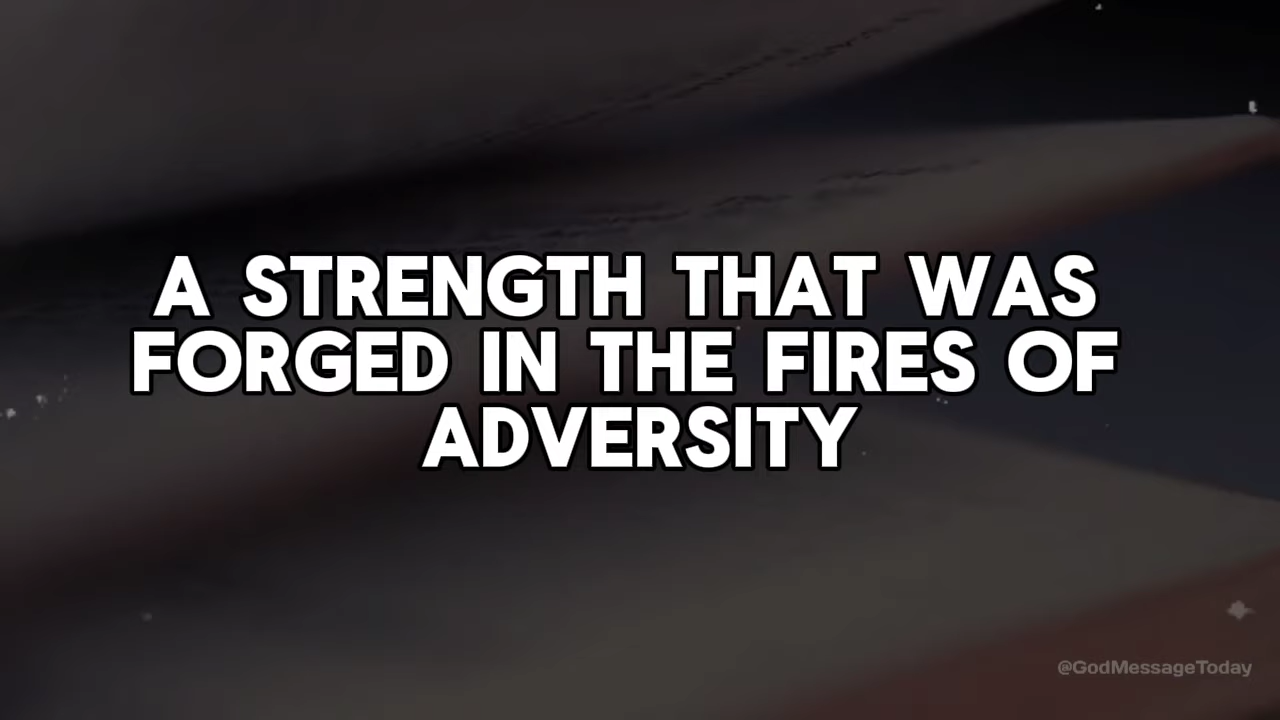 A STRENGTH THAT WAS
FORGED IN THE FIRES OF
ADVERSITY
@GodMessageToday